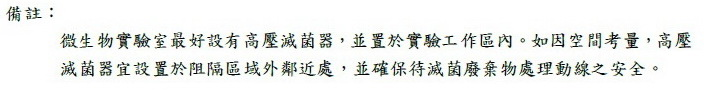 備註：
微生物實驗室最好設有高壓滅菌器，並置於實驗工作區內。如因空間考量，高壓
滅菌器宜設置於阻隔區域外鄰近處，並確保待滅菌廢棄物處理動線之安全。